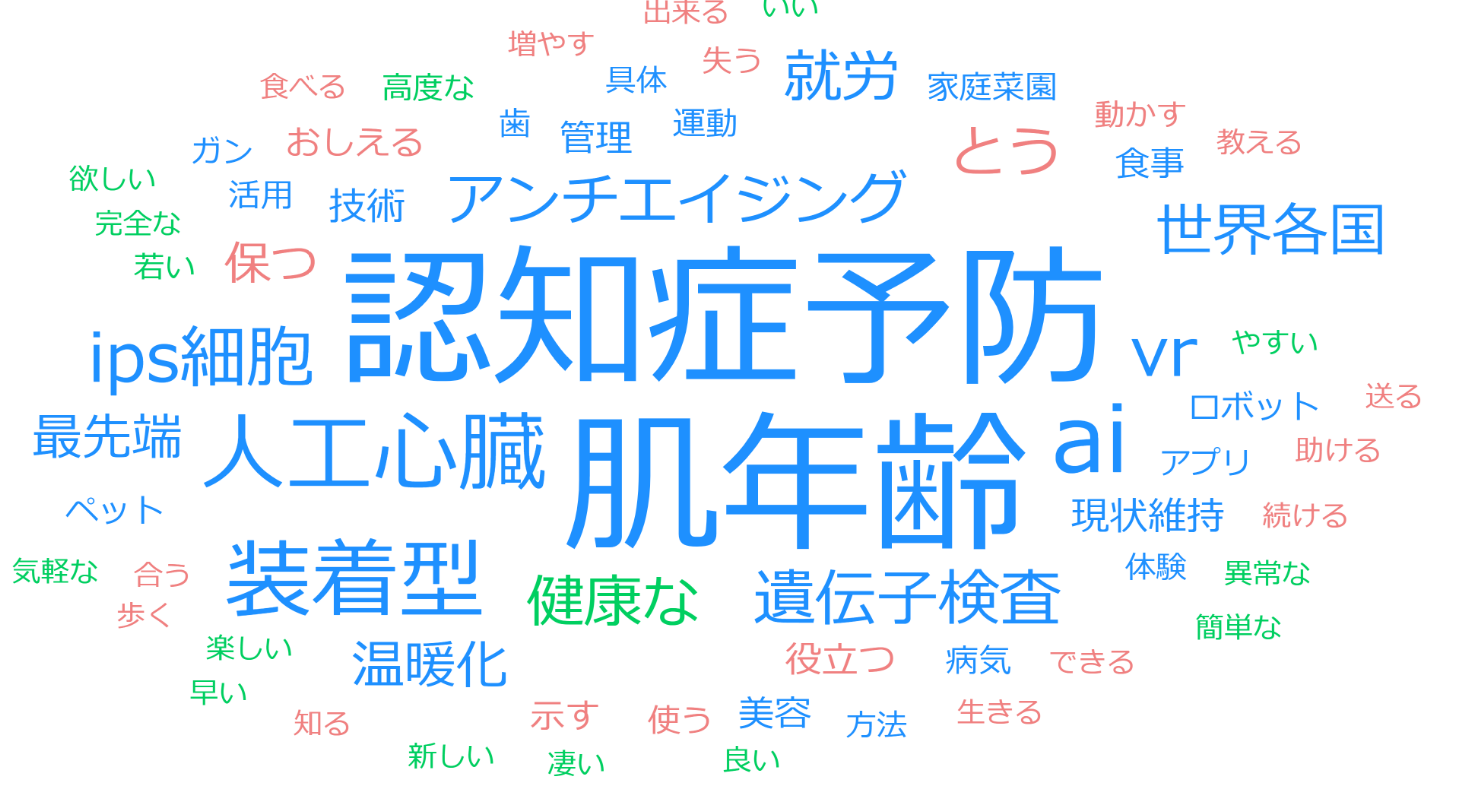 出来る
いい
増やす
失う
就労
具体
食べる
高度な
家庭菜園
動かす
歯
管理
運動
おしえる
とう
教える
ガン
食事
欲しい
活用
技術
アンチエイジング
完全な
世界各国
若い
保つ
認知症予防
ips細胞
vr
やすい
送る
ロボット
最先端
人工心臓
肌年齢
ai
アプリ
助ける
ペット
現状維持
続ける
気軽な
合う
装着型
健康な
遺伝子検査
体験
異常な
歩く
簡単な
楽しい
温暖化
役立つ
病気
できる
早い
知る
示す
使う
美容
方法
生きる
新しい
凄い
良い